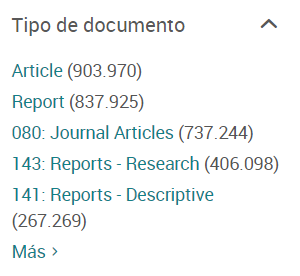 Tipo de documento
Article (903.970)
Report (837.925)
080: Journal Articles (737.244)
143: Reports - Research (406.098)
141: Reports - Descriptive
(267.269)
Más >